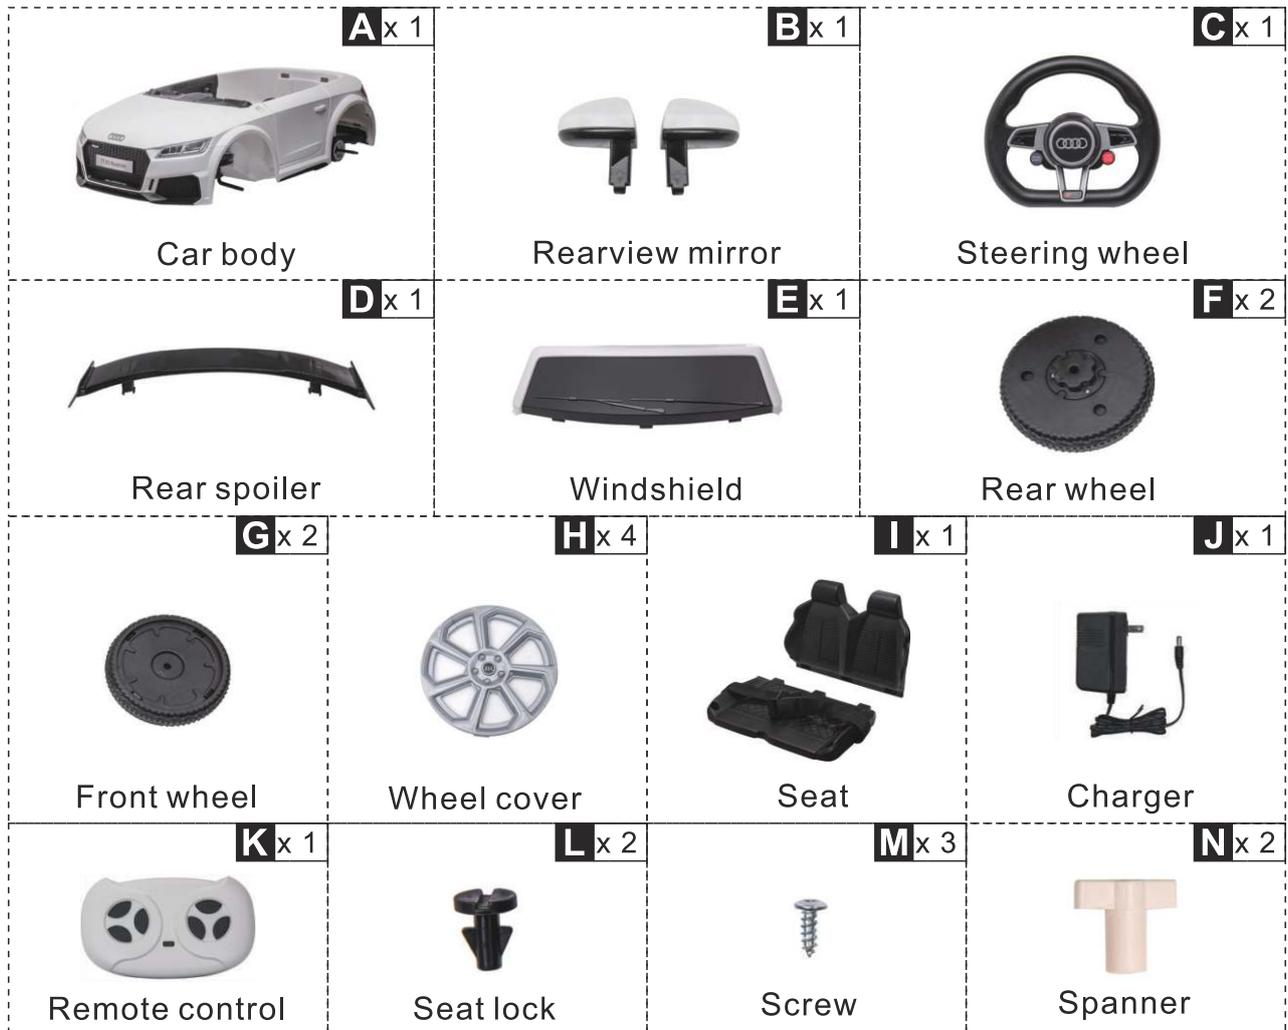 A x 1
B x 1
C x 1
Car body
Rearview mirror
Steering wheel
D x 1
E x 1
F x 2
Rear spoiler
Windshield
Rear wheel
G x 2
H x 4
I x 1
J x 1
Front wheel
Wheel cover
Seat
Charger
K x 1
L x 2
M x 3
N x 2
Remote control
Seat lock
Screw
Spanner